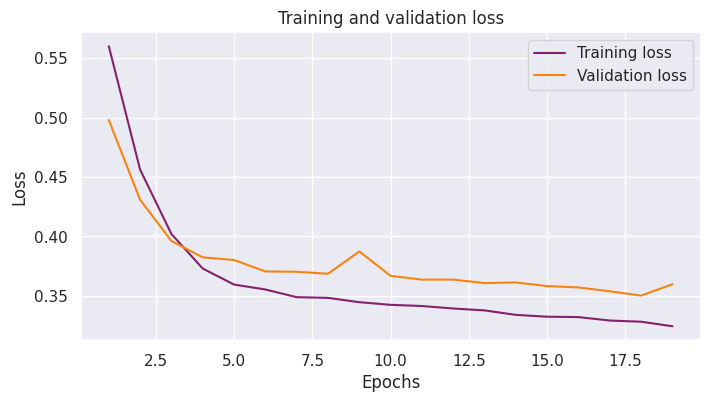 Training and validation loss
Training loss
Validation loss
0.55
0.50
0.45
0.40
0.35
Loss
2.5 5.0 7.5 10.0 12.5 15.0 17.5
Epochs